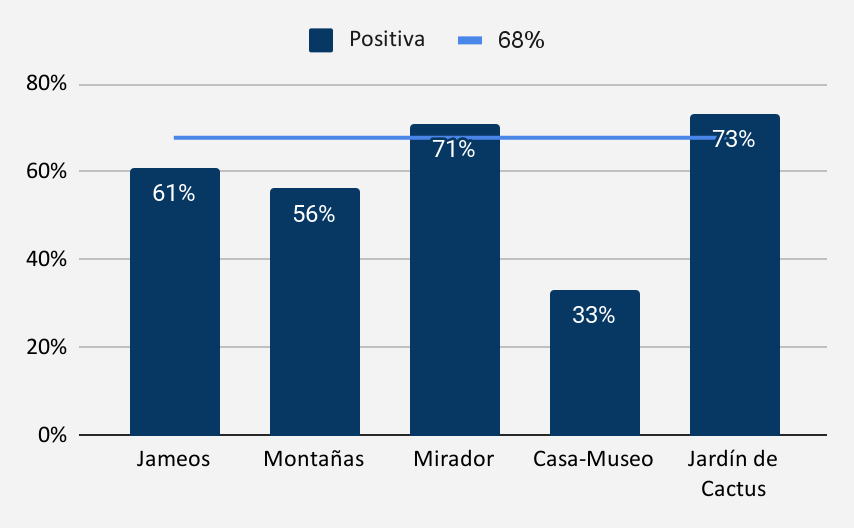 Positiva 68%
80%
60%
40%
20%
0%
61%
56%
71%
33%
73%
Jameos
Montañas
Mirador
Casa-Museo
Jardín de
Cactus